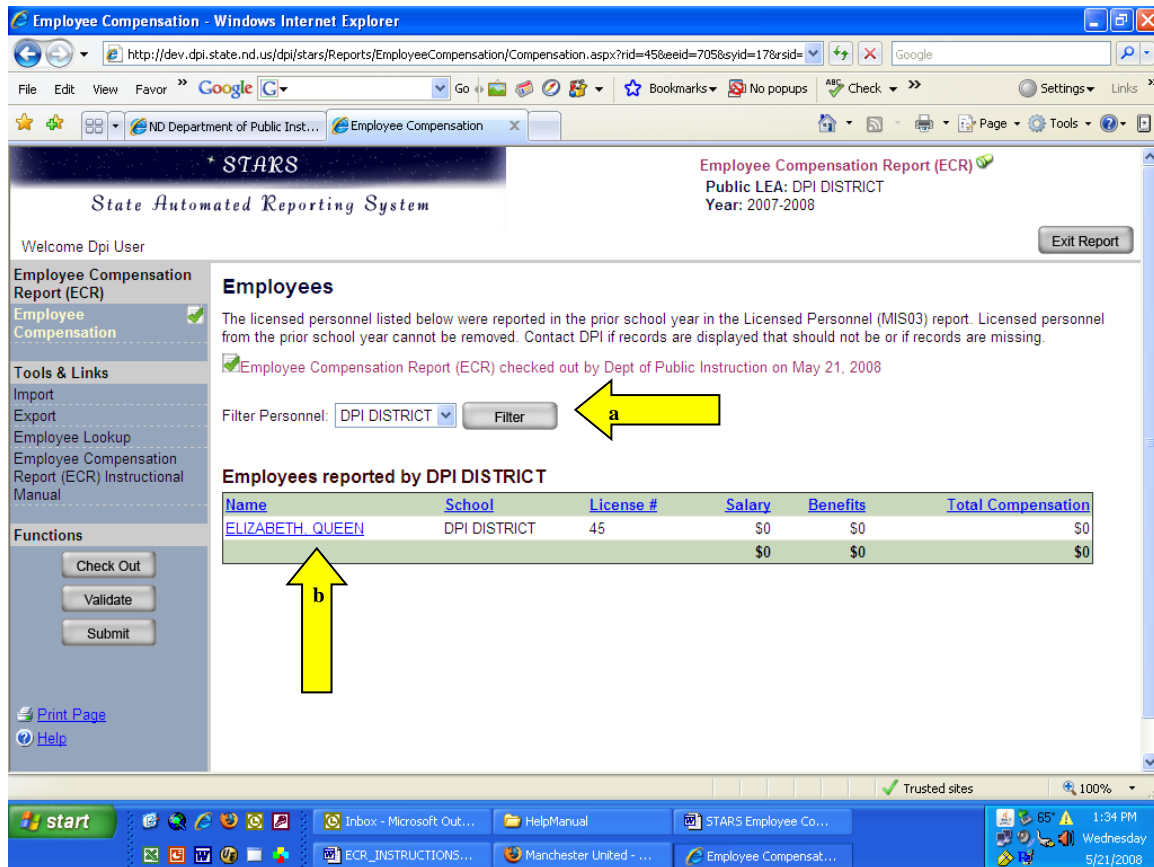 Employee Compensation - Windows Internet Explorer
http://dev.dpi.state.nd.us/dpi/stars/Reports/EmployeeCompensation/Compensation.aspx?rid=45&eeid=705&syid=17&rsid=
Google
File Edit View Favor » Google G Go Bookmarks No popups ABC Check » Settings Links »
ND Department of Public Inst... Employee Compensation X Page Tools
* STARS
State Automated Reporting System
Employee Compensation Report (ECR)
Public LEA: DPI DISTRICT
Year: 2007-2008
Welcome Dpi User
Exit Report
Employee Compensation
Report (ECR)
Employee
Compensation
Tools & Links
Import
Export
Employee Lookup
Employee Compensation
Report (ECR) Instructional
Manual
Functions
Check Out
Validate
Submit
Print Page
Help
Employees
The licensed personnel listed below were reported in the prior school year in the Licensed Personnel (MIS03) report. Licensed personnel
from the prior school year cannot be removed. Contact DPI if records are displayed that should not be or if records are missing.
Employee Compensation Report (ECR) checked out by Dept of Public Instruction on May 21, 2008
Filter Personnel: DPI DISTRICT Filter
a
Employees reported by DPI DISTRICT
Name School License # Salary Benefits Total Compensation
ELIZABETH, QUEEN DPI DISTRICT 45 $0 $0 $0
$0 $0 $0
b
Trusted sites 100%
start Inbox - Microsoft Out... HelpManual STARS Employee Co... 65° 1:34 PM
Wednesday
ECR_INSTRUCTIONS... Manchester United - ... Employee Compensat... 5/21/2008